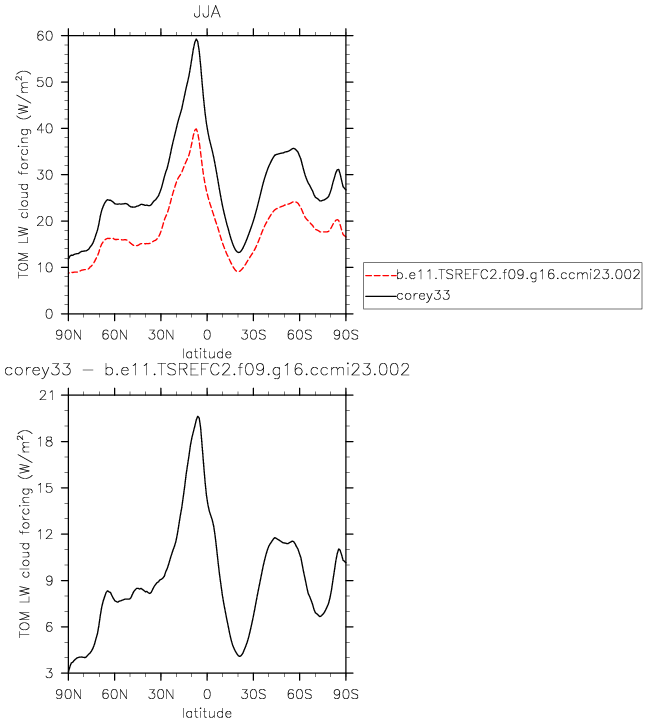 JJA
TOM LW cloud forcing (W/m²)
60
50
40
30
20
10
0
90N 60N 30N 0 30S 60S 90S
latitude
b.e11.TSREFC2.f09.g16.ccmi23.002
corey33
corey33 − b.e11.TSREFC2.f09.g16.ccmi23.002
TOM LW cloud forcing (W/m²)
21
18
15
12
9
6
3
90N 60N 30N 0 30S 60S 90S
latitude